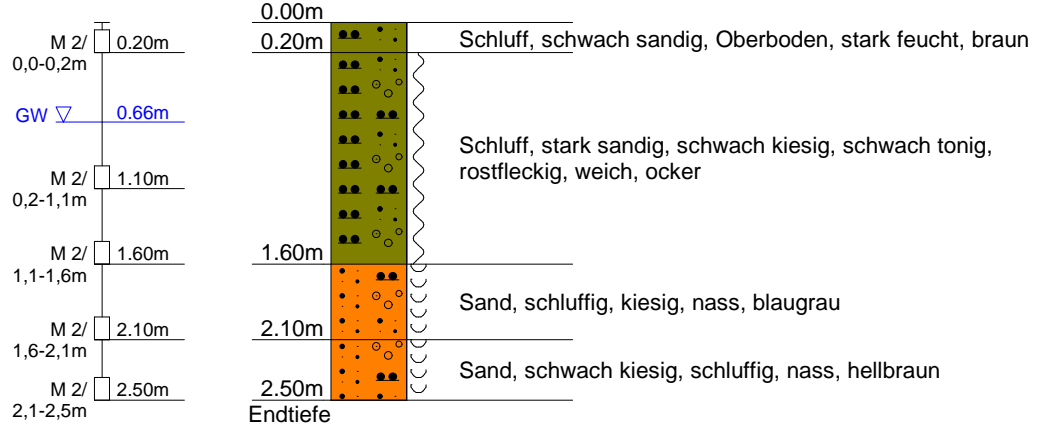 0.00m
M 2/ 0.20m
0,0-0,2m
0.20m
Schluff, schwach sandig, Oberboden, stark feucht, braun
GW 0.66m
M 2/ 1.10m
0,2-1,1m
Schluff, stark sandig, schwach kiesig, schwach tonig,
rostfleckig, weich, ocker
M 2/ 1.60m
1,1-1,6m
1.60m
Sand, schluffig, kiesig, nass, blaugrau
M 2/ 2.10m
1,6-2,1m
2.10m
Sand, schwach kiesig, schluffig, nass, hellbraun
M 2/ 2.50m
2,1-2,5m
2.50m
Endtiefe